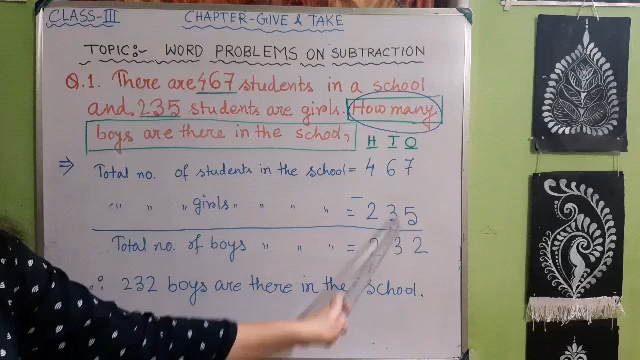 CLASS-III CHAPTER-GIVE & TAKE
TOPIC:- WORD PROBLEMS ON SUBTRACTION
Q.1. There are 467 students in a school
and 235 students are girls. How many
boys are there in the school?
H T O
⇒ Total no. of students in the school = 4 6 7
" " " girls " " " " = - 2 3 5
Total no. of boys " " " = 2 3 2
∴ 232 boys are there in the school.